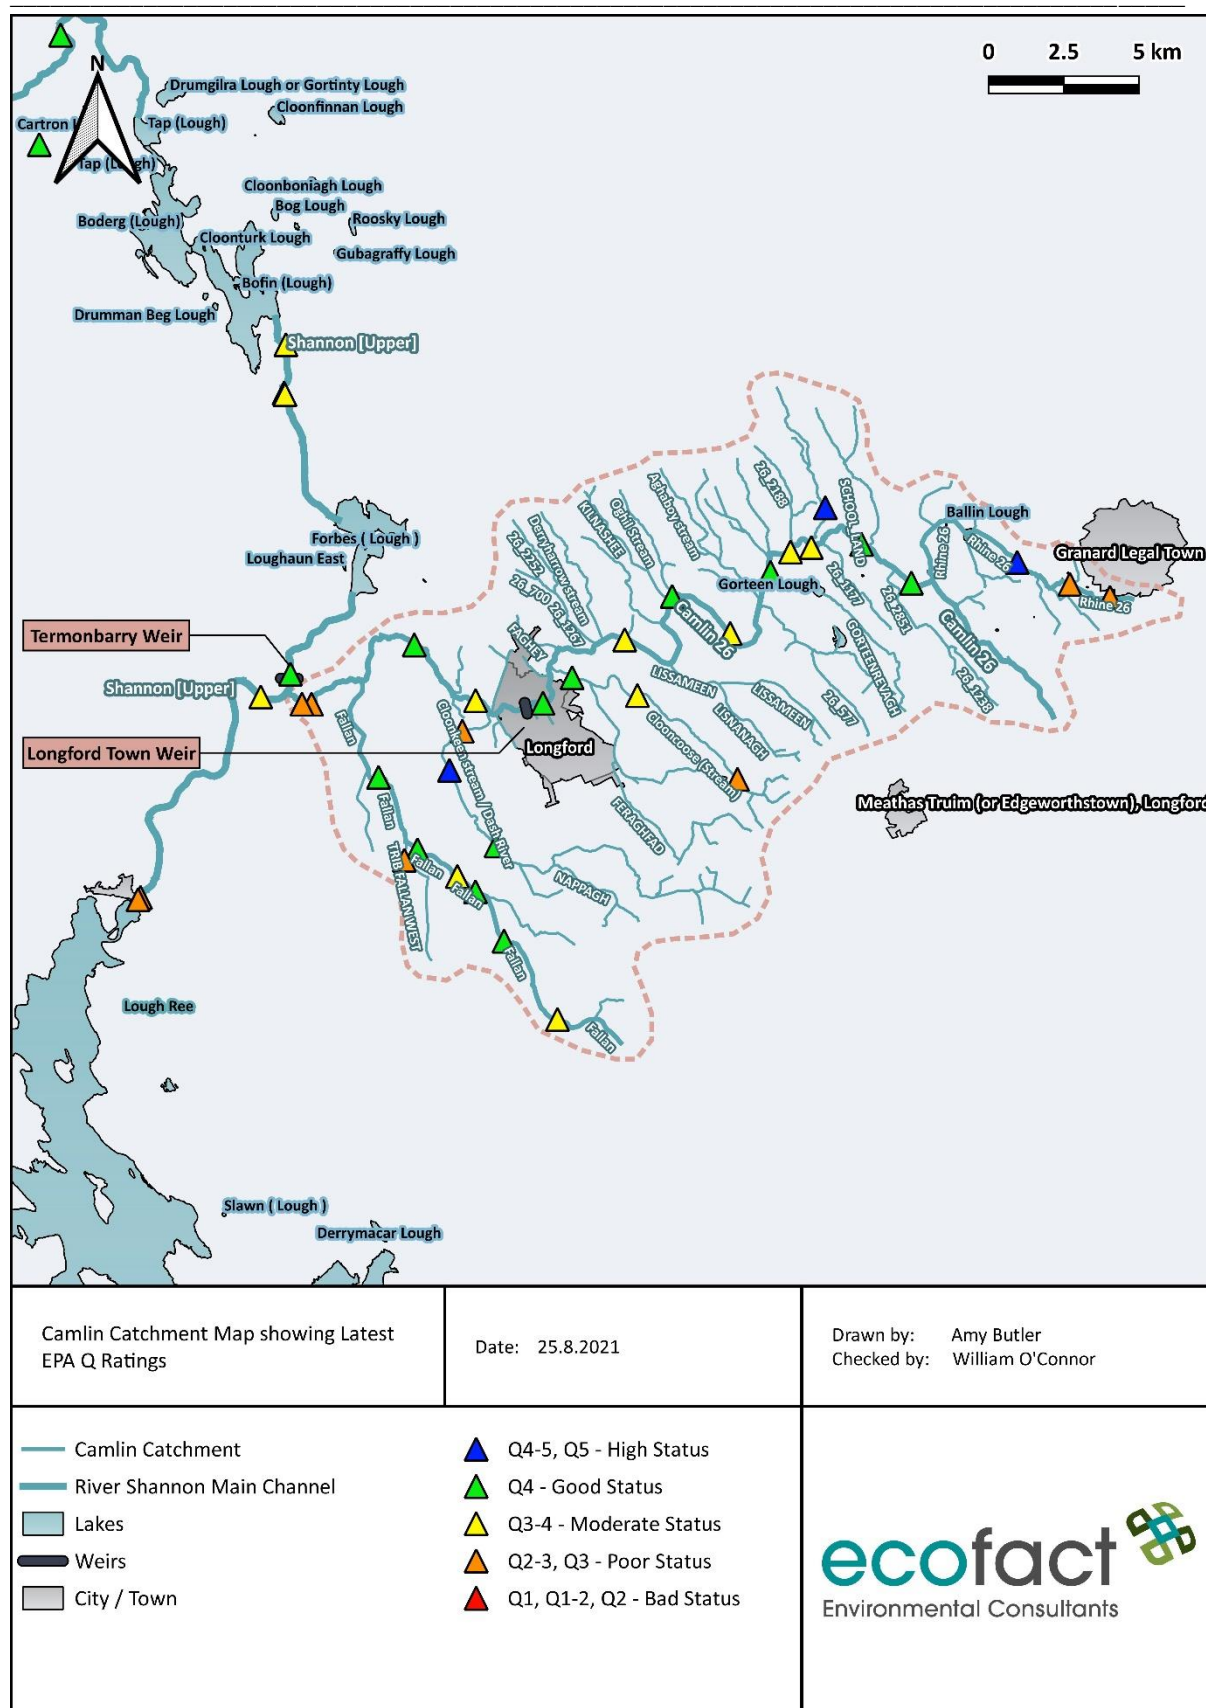 0 2.5 5 km
N
Drumgilra Lough or Gortinty Lough
Cloonfinnan Lough
Cartron
Tap (Lough)
Tap (Lough)
Cloonboniagh Lough
Bog Lough
Boderg (Lough)
Roosky Lough
Cloonturk Lough
Gubagraffy Lough
Bofin (Lough)
Drumman Beg Lough
Shannon [Upper]
Forbes ( Lough )
Loughaun East
26_2188
SCHOOL LAND
Aghaboy stream
Oghill Stream
KILNASHEE
Derryharrow stream
26_2252
26_700
26_1267
Ballin Lough
Rhine 26
Rhine 26
Granard Legal Town
Rhine 26
Gorteen Lough
26_1177
26_2851
Camlin 26
Camlin 26
GORTEENREVAGH
26_1238
Termonbarry Weir
FAGHEY
LISSAMEEN
LISSAMEEN
LISNANAGH
26_577
Shannon [Upper]
Fallan
Clooncoose (Stream)
Longford Town Weir
Longford
Meathas Truim (or Edgeworthstown), Longford
Fallan
FERAGHFAD
TRIB FALLAN WEST
Fallan
Fallan
NAPPAGH
Fallan
Lough Ree
Fallan
Slawn ( Lough )
Derrymacar Lough
Camlin Catchment Map showing Latest
EPA Q Ratings
Date: 25.8.2021
Drawn by: Amy Butler
Checked by: William O'Connor
Camlin Catchment
River Shannon Main Channel
Lakes
Weirs
City / Town
Q4-5, Q5 - High Status
Q4 - Good Status
Q3-4 - Moderate Status
Q2-3, Q3 - Poor Status
Q1, Q1-2, Q2 - Bad Status
ecofact
Environmental Consultants